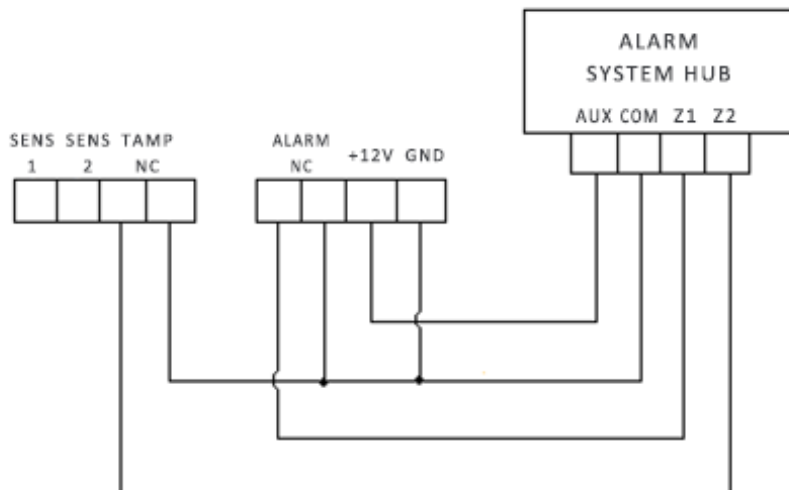 ALARM
SYSTEM HUB
AUX COM Z1 Z2
SENS SENS TAMP
1 2 NC
ALARM
NC
+12V GND